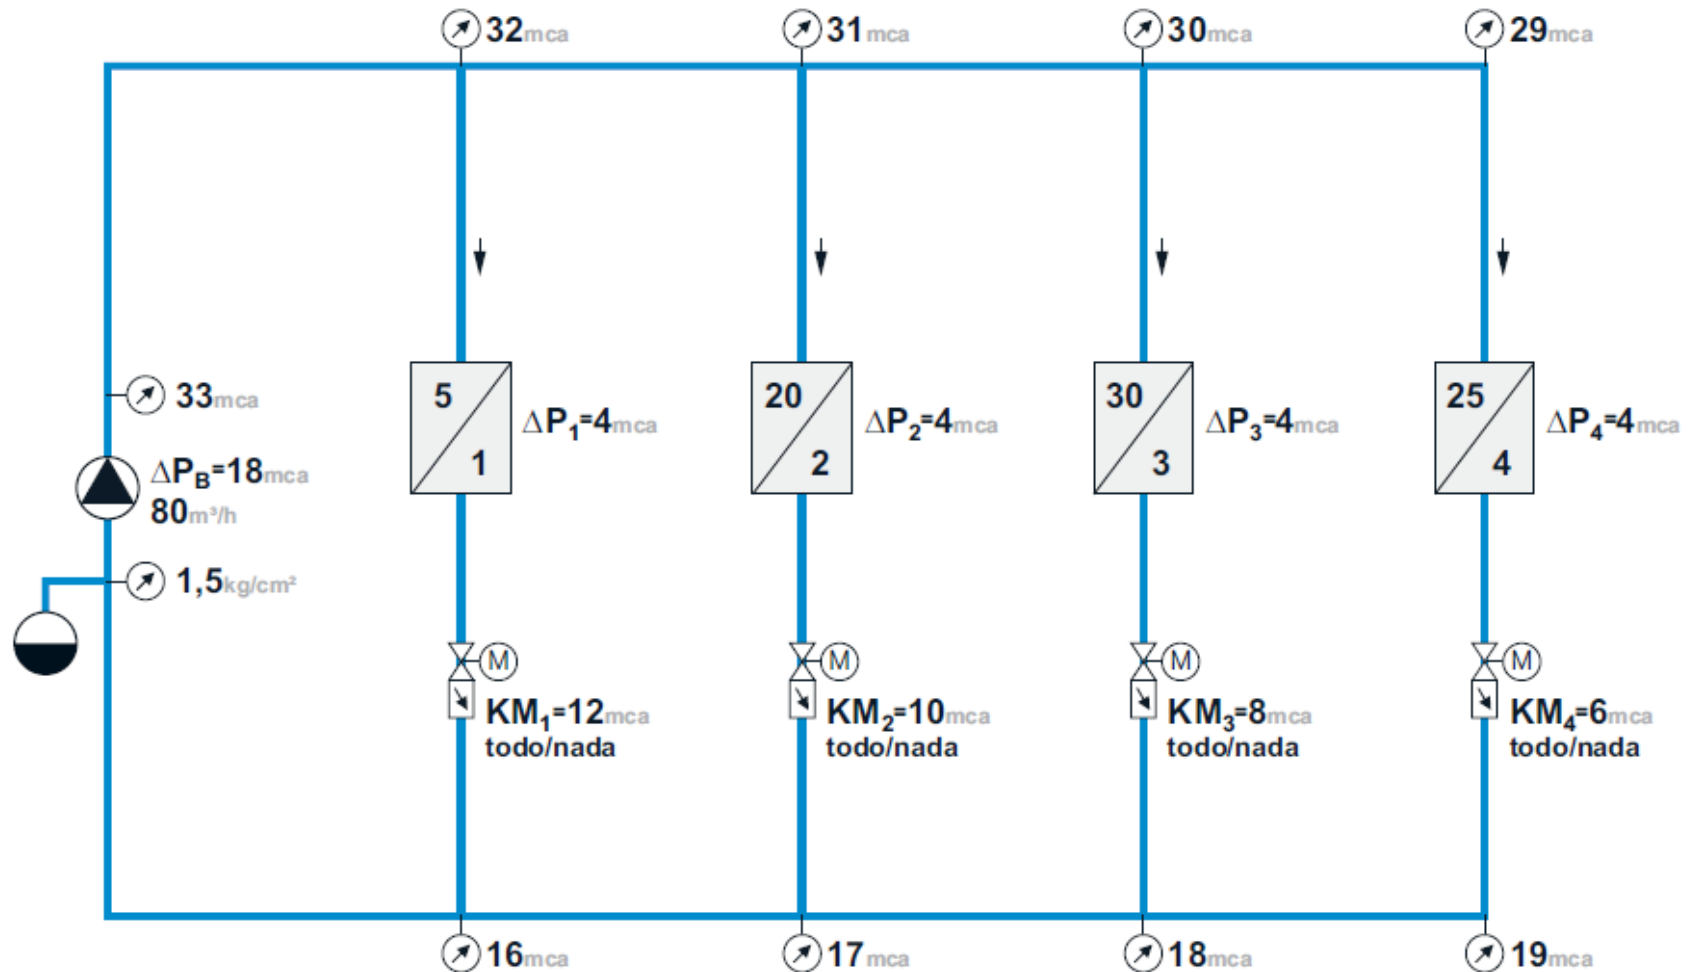 32mca
31mca
30mca
29mca
33mca
ΔP_B=18mca
80m³/h
1,5kg/cm²
5
1
ΔP₁=4mca
20
2
ΔP₂=4mca
30
3
ΔP₃=4mca
25
4
ΔP₄=4mca
M
KM₁=12mca
todo/nada
M
KM₂=10mca
todo/nada
M
KM₃=8mca
todo/nada
M
KM₄=6mca
todo/nada
16mca
17mca
18mca
19mca